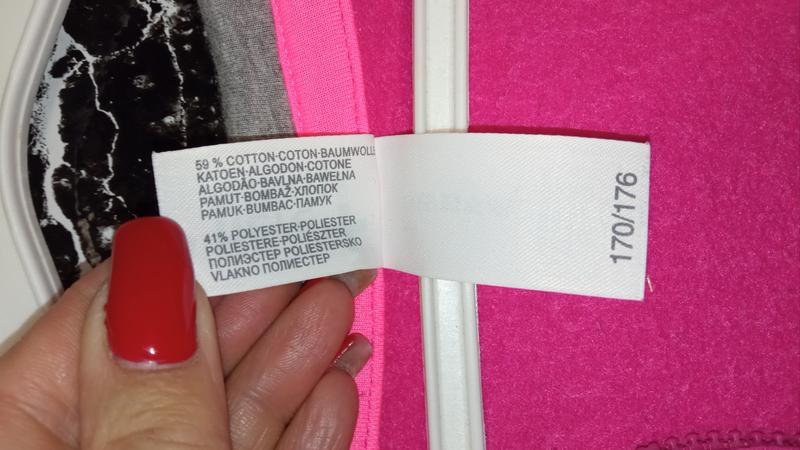 59 % COTTON·COTON·BAUMWOLLE
KATOEN·ALGODON·COTONE
ALGODÃO·BAVLNA·BAWEŁNA
PAMUT·BOMBAŽ·ХЛОПОК
PAMUK·BUMBAC·ПАМУК
41% POLYESTER·POLIESTER
POLIESTERE·POLIÉSZTER
ПОЛИЭСТЕР POLIESTERSKO
VLAKNO ПОЛИЕСТЕР
170/176